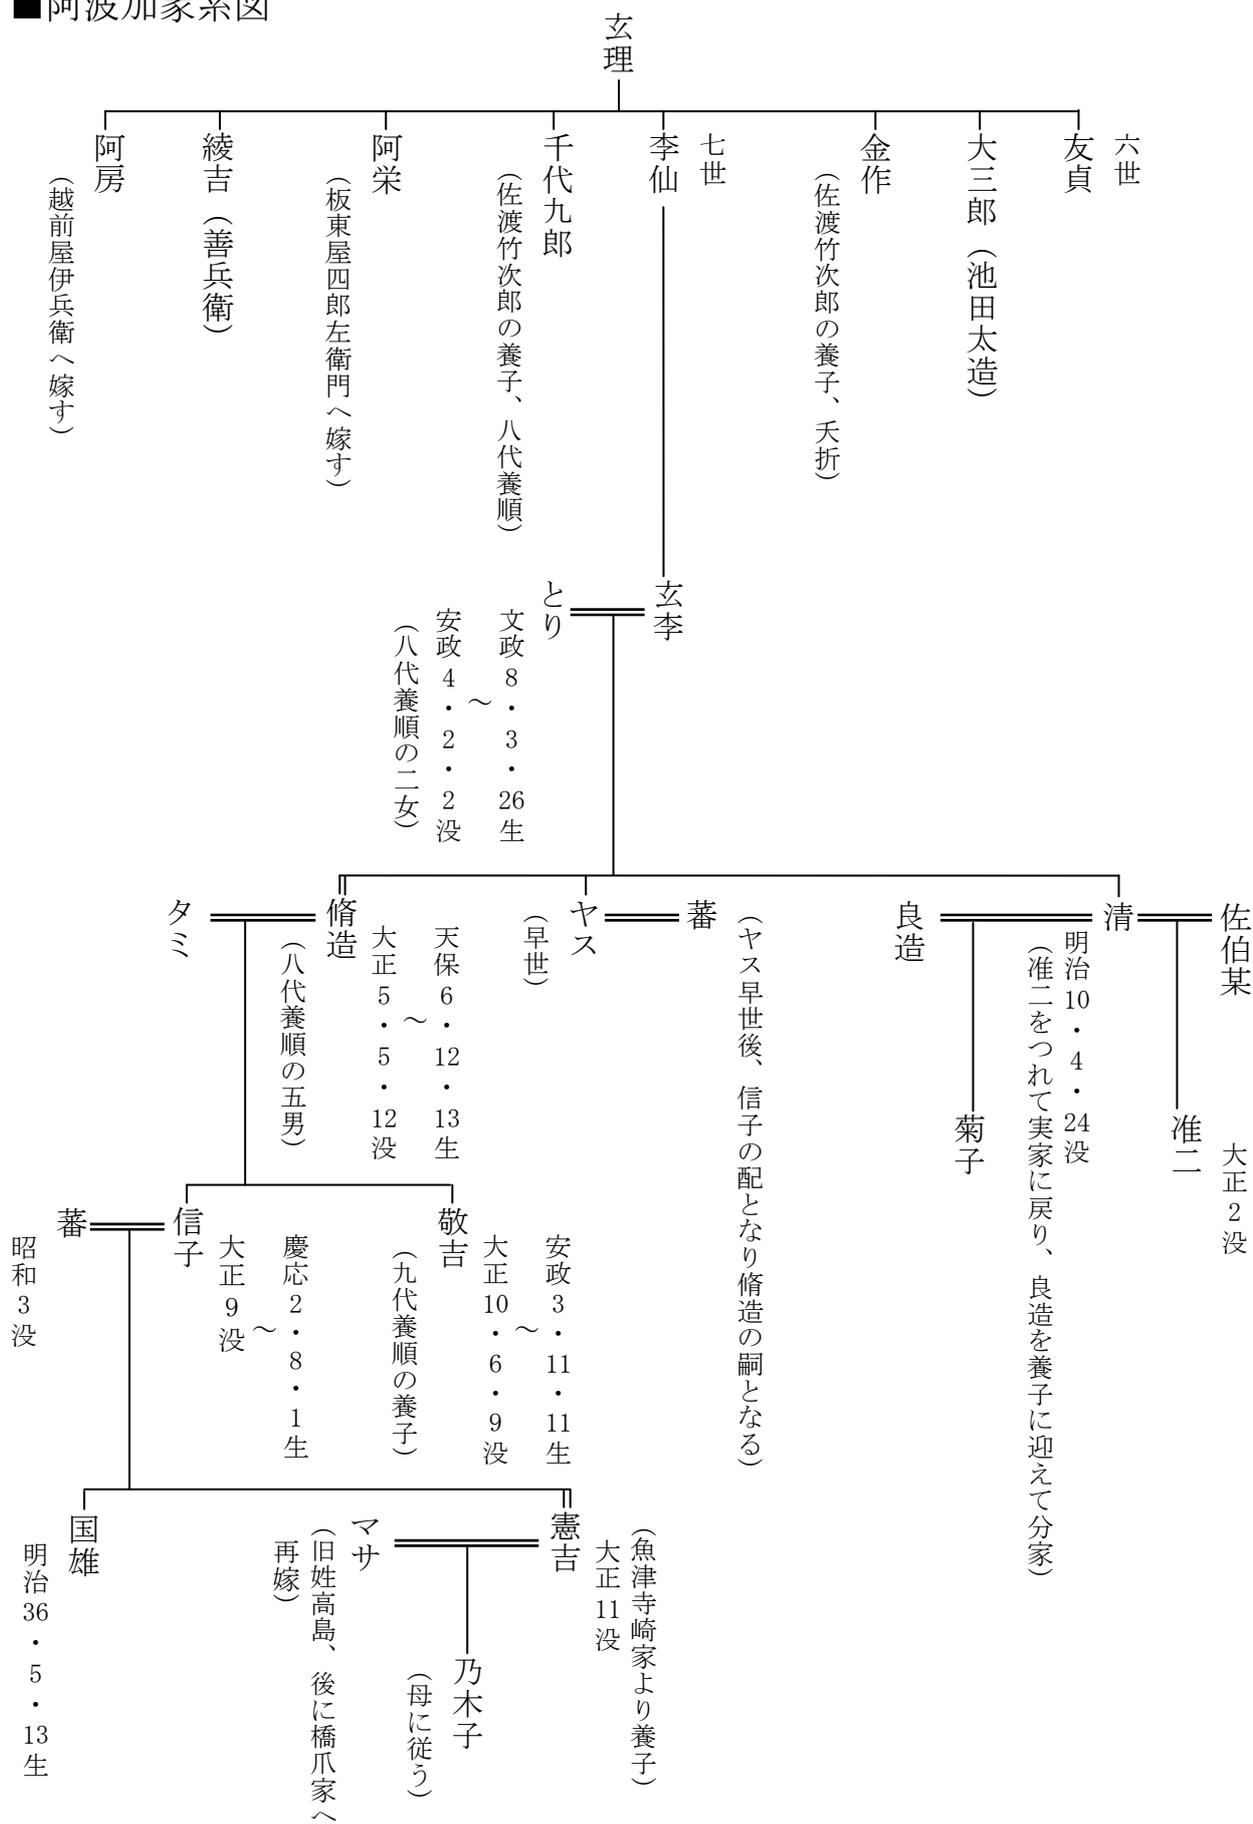 ■阿波加家系図
玄理
六世
友貞
大三郎（池田太造）
金作
（佐渡竹次郎の養子、夭折）
七世
李仙
千代九郎
（佐渡竹次郎の養子、八代養順）
阿栄
（板東屋四郎左衛門へ嫁す）
綾吉（善兵衛）
阿房
（越前屋伊兵衛へ嫁す）
玄李
とり
文政8・3・26生
〜
安政4・2・2没
（八代養順の二女）
佐伯某
清
明治10・4・24没
（准二をつれて実家に戻り、良造を養子に迎えて分家）
良造
（ヤス早世後、信子の配となり脩造の嗣となる）
蕃
ヤス
（早世）
脩造
天保6・12・13生
〜
大正5・5・12没
（八代養順の五男）
タミ
大正2没
准二
菊子
敬吉
安政3・11・11生
〜
大正10・6・9没
（九代養順の養子）
信子
慶応2・8・1生
〜
大正9没
蕃
昭和3没
（魚津寺崎家より養子）
憲吉
大正11没
マサ
（旧姓高島、後に橋爪家へ
再嫁）
国雄
明治36・5・13生
乃木子
（母に従う）